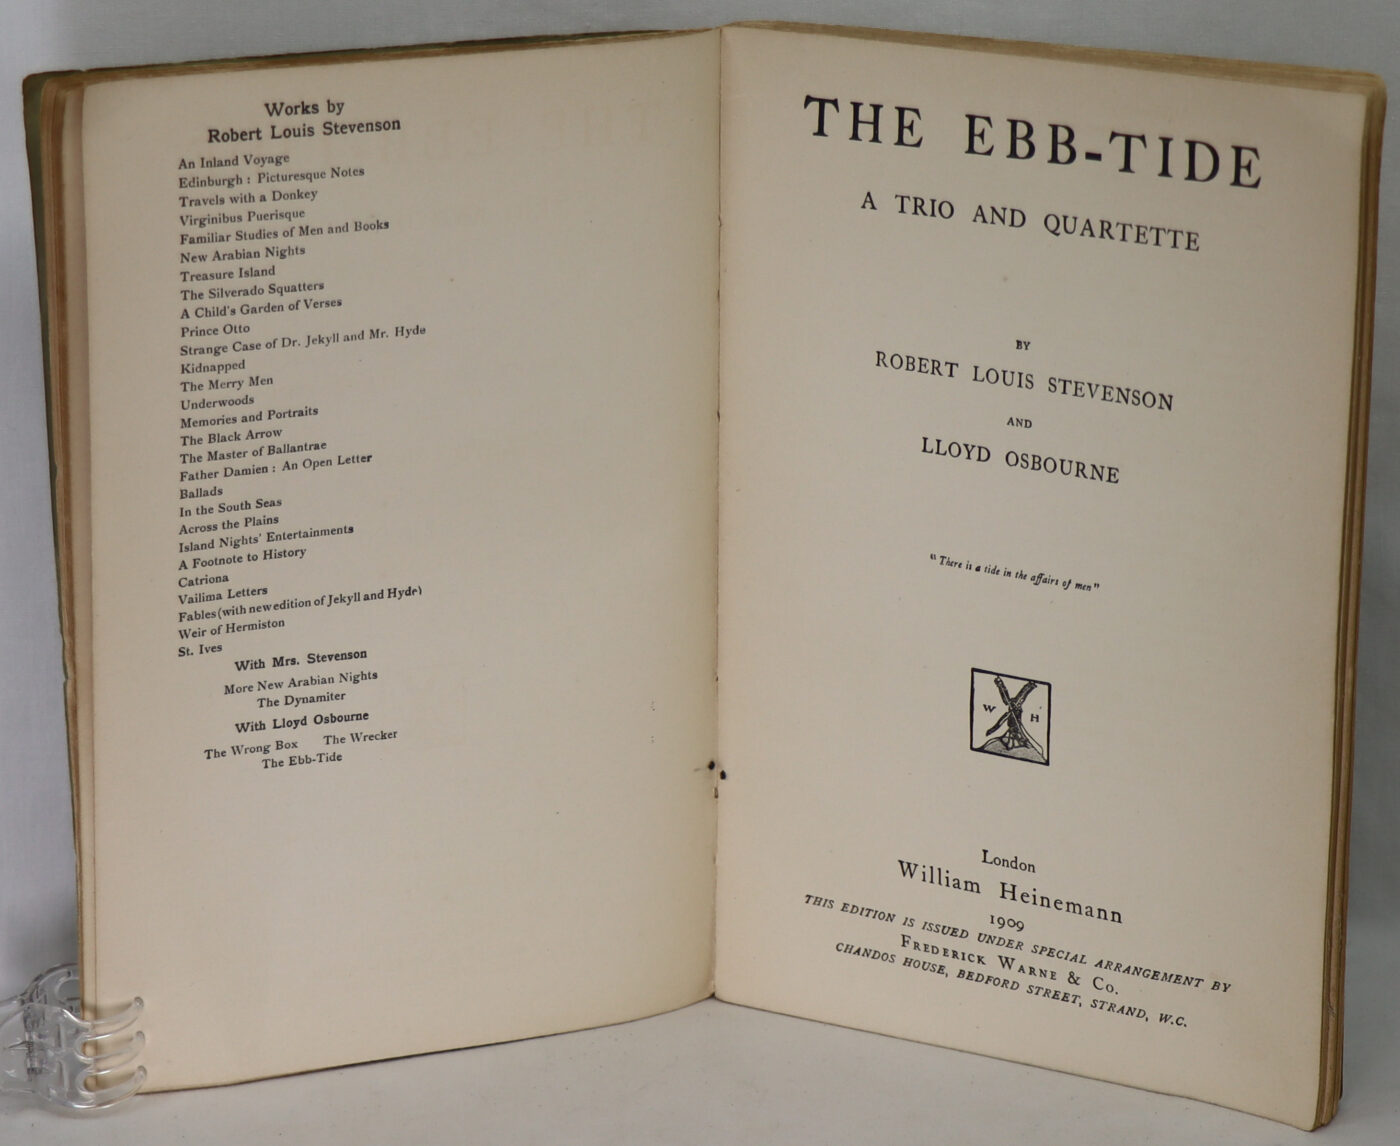 Works by
Robert Louis Stevenson
An Inland Voyage
Edinburgh : Picturesque Notes
Travels with a Donkey
Virginibus Puerisque
Familiar Studies of Men and Books
New Arabian Nights
Treasure Island
The Silverado Squatters
A Child's Garden of Verses
Prince Otto
Strange Case of Dr. Jekyll and Mr. Hyde
Kidnapped
The Merry Men
Underwoods
Memories and Portraits
The Black Arrow
The Master of Ballantrae
Father Damien : An Open Letter
Ballads
In the South Seas
Across the Plains
Island Nights' Entertainments
A Footnote to History
Catriona
Vailima Letters
Fables (with new edition of Jekyll and Hyde)
Weir of Hermiston
St. Ives
With Mrs. Stevenson
More New Arabian Nights
The Dynamiter
With Lloyd Osbourne
The Wrong Box The Wrecker
The Ebb-Tide
THE EBB-TIDE
A TRIO AND QUARTETTE
BY
ROBERT LOUIS STEVENSON
AND
LLOYD OSBOURNE
"There is a tide in the affairs of men"
W H
London
William Heinemann
1909
THIS EDITION IS ISSUED UNDER SPECIAL ARRANGEMENT BY
FREDERICK WARNE & CO.
CHANDOS HOUSE, BEDFORD STREET, STRAND, W.C.